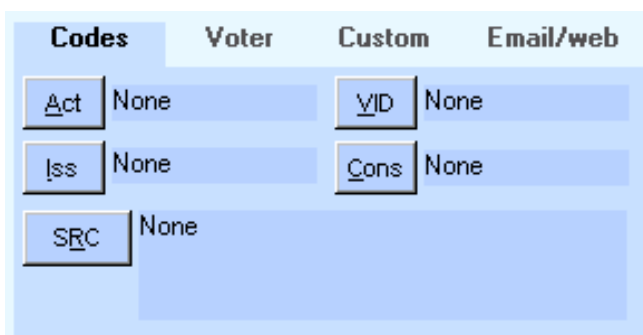 Codes Voter Custom Email/web
Act None VID None
Iss None Cons None
SRC None